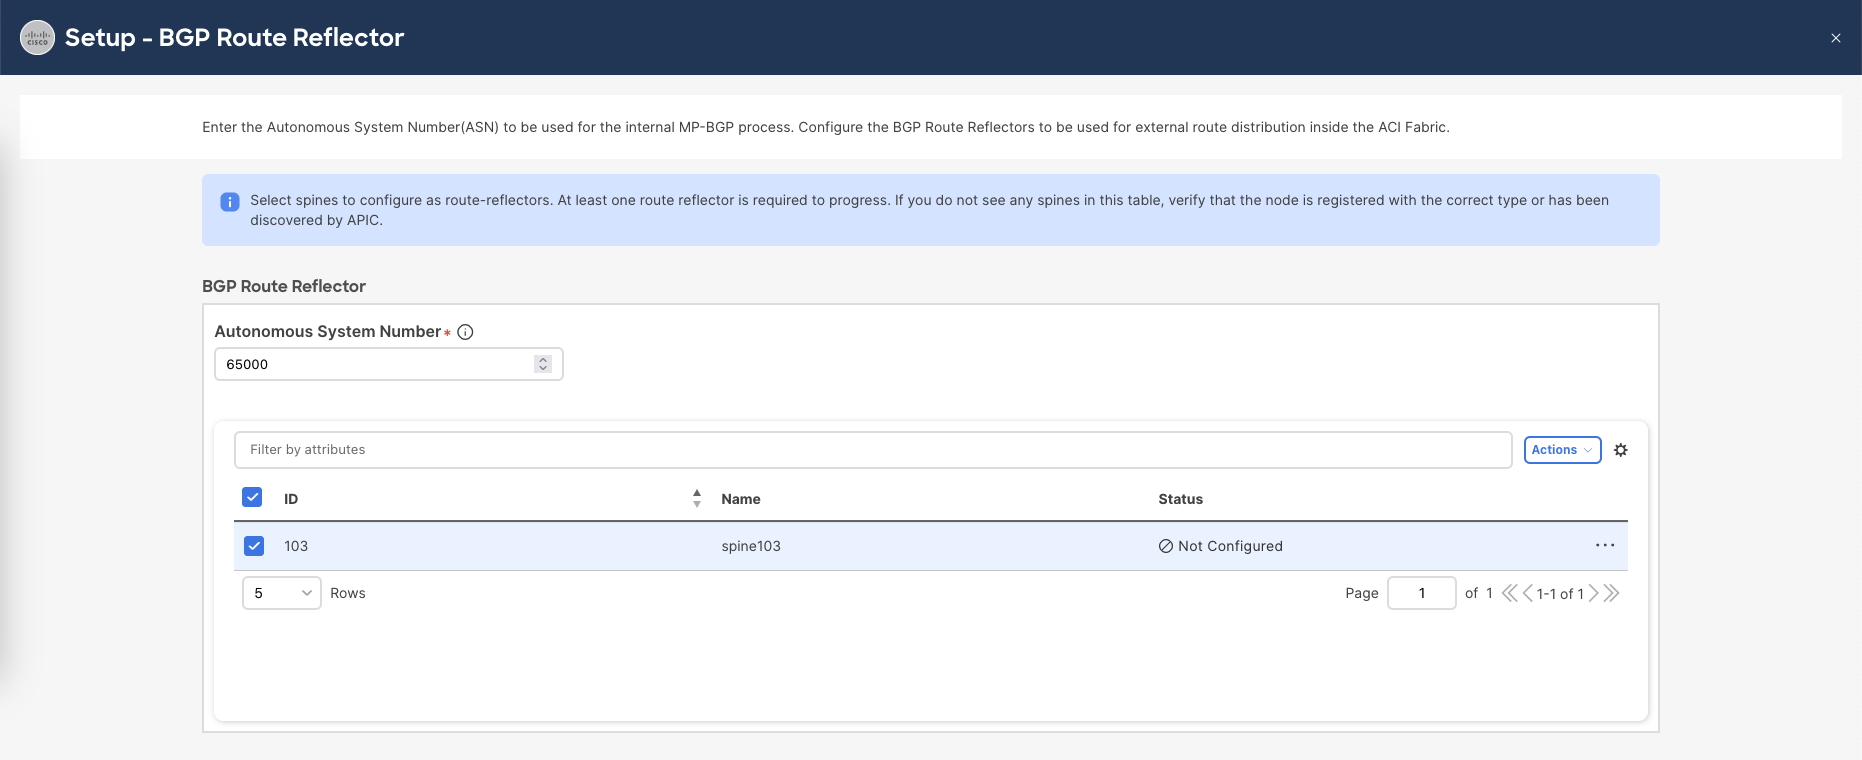 CISCO
Setup - BGP Route Reflector
Enter the Autonomous System Number(ASN) to be used for the internal MP-BGP process. Configure the BGP Route Reflectors to be used for external route distribution inside the ACI Fabric.
Select spines to configure as route-reflectors. At least one route reflector is required to progress. If you do not see any spines in this table, verify that the node is registered with the correct type or has been
discovered by APIC.
BGP Route Reflector
Autonomous System Number*
65000
Filter by attributes
Actions
ID Name Status
103 spine103 Not Configured
5 Rows Page 1 of 1 1-1 of 1